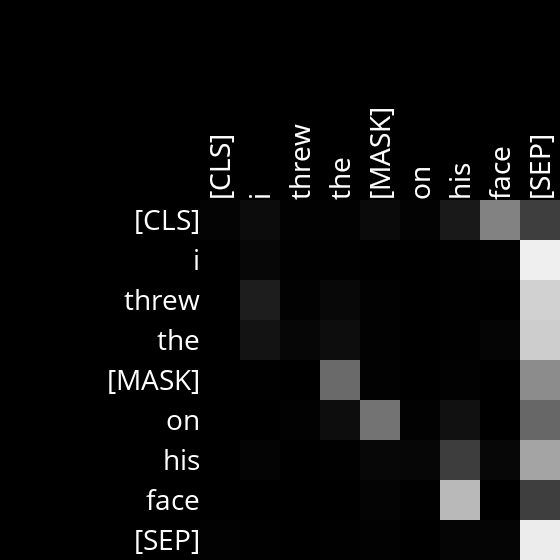 [CLS] i threw the [MASK] on his face [SEP]
[CLS]
i
threw
the
[MASK]
on
his
face
[SEP]